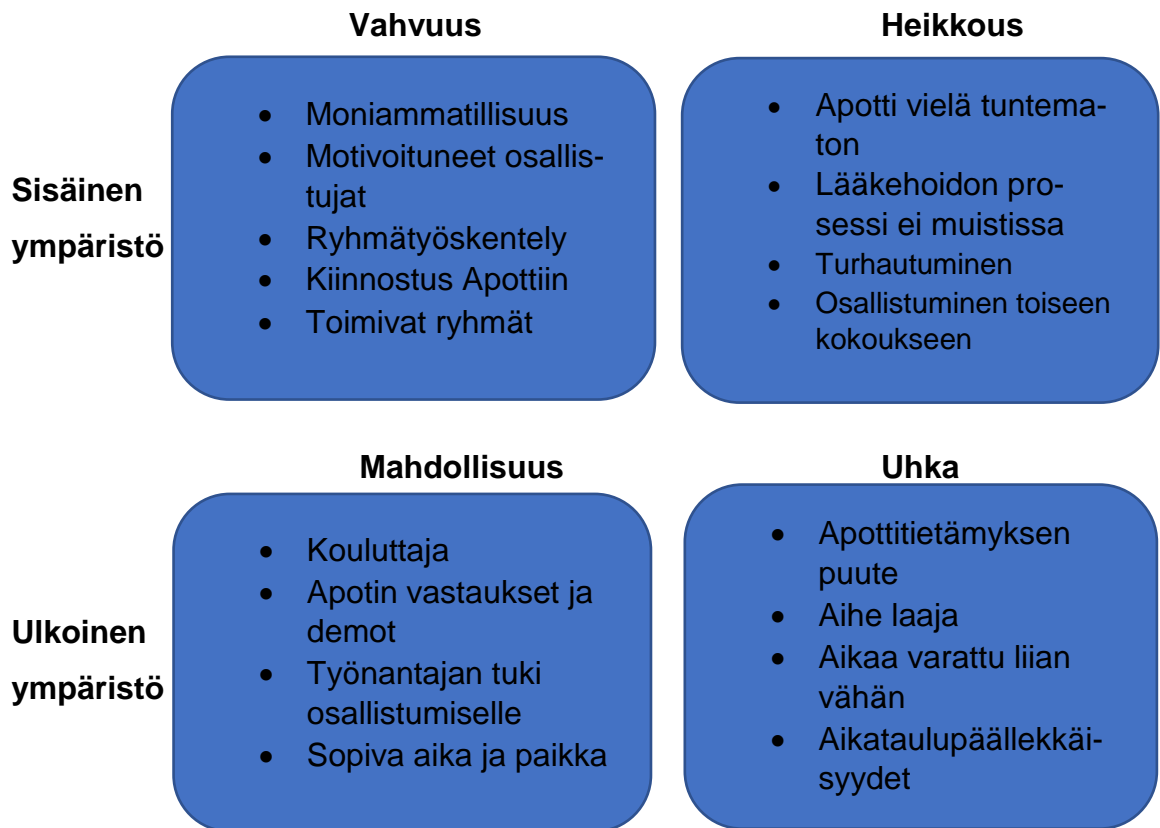 Vahvuus
Heikkous
Sisäinen
ympäristö
• Moniammatillisuus
• Motivoituneet osallis-
tujat
• Ryhmätyöskentely
• Kiinnostus Apottiin
• Toimivat ryhmät
• Apotti vielä tuntema-
ton
• Lääkehoidon pro-
sessi ei muistissa
• Turhautuminen
• Osallistuminen toiseen
kokoukseen
Mahdollisuus
Uhka
Ulkoinen
ympäristö
• Kouluttaja
• Apotin vastaukset ja
demot
• Työnantajan tuki
osallistumiselle
• Sopiva aika ja paikka
• Apottitietämyksen
puute
• Aihe laaja
• Aikaa varattu liian
vähän
• Aikataulupäällekkäi-
syydet